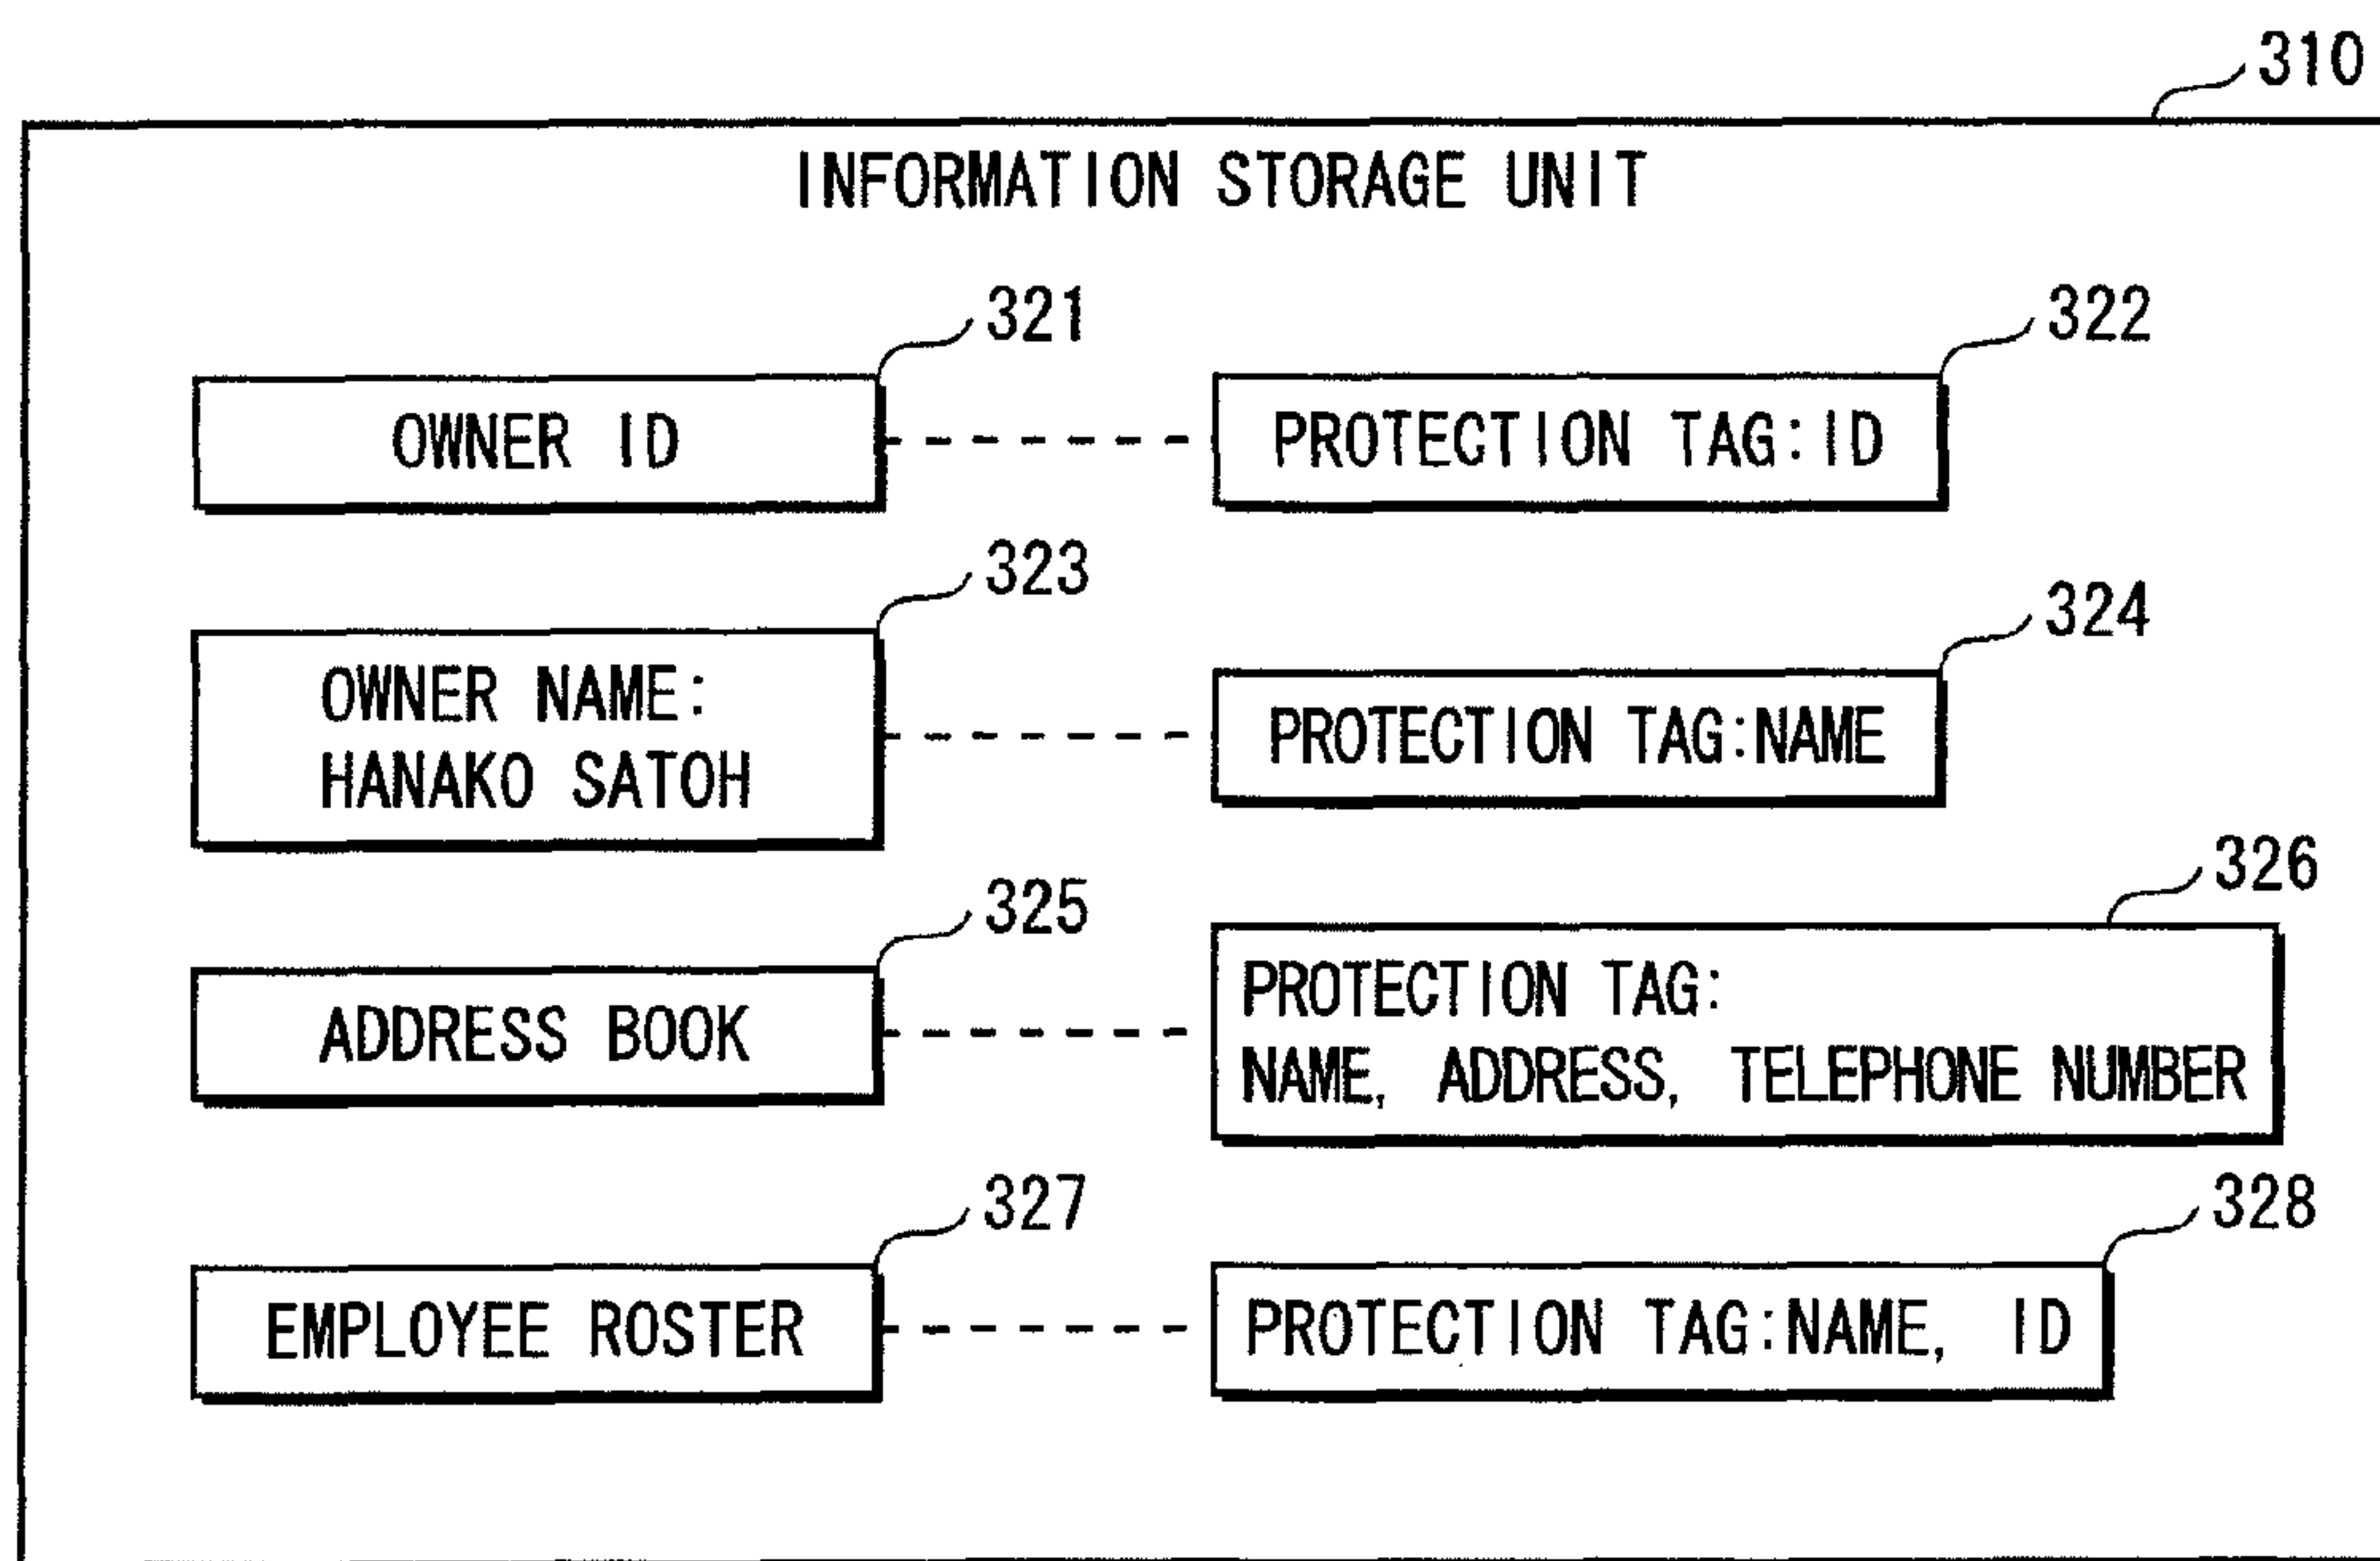 310
INFORMATION STORAGE UNIT
321
322
OWNER ID
PROTECTION TAG:ID
323
324
OWNER NAME:
HANAKO SATOH
PROTECTION TAG:NAME
325
326
ADDRESS BOOK
PROTECTION TAG:
NAME, ADDRESS, TELEPHONE NUMBER
327
328
EMPLOYEE ROSTER
PROTECTION TAG:NAME, ID